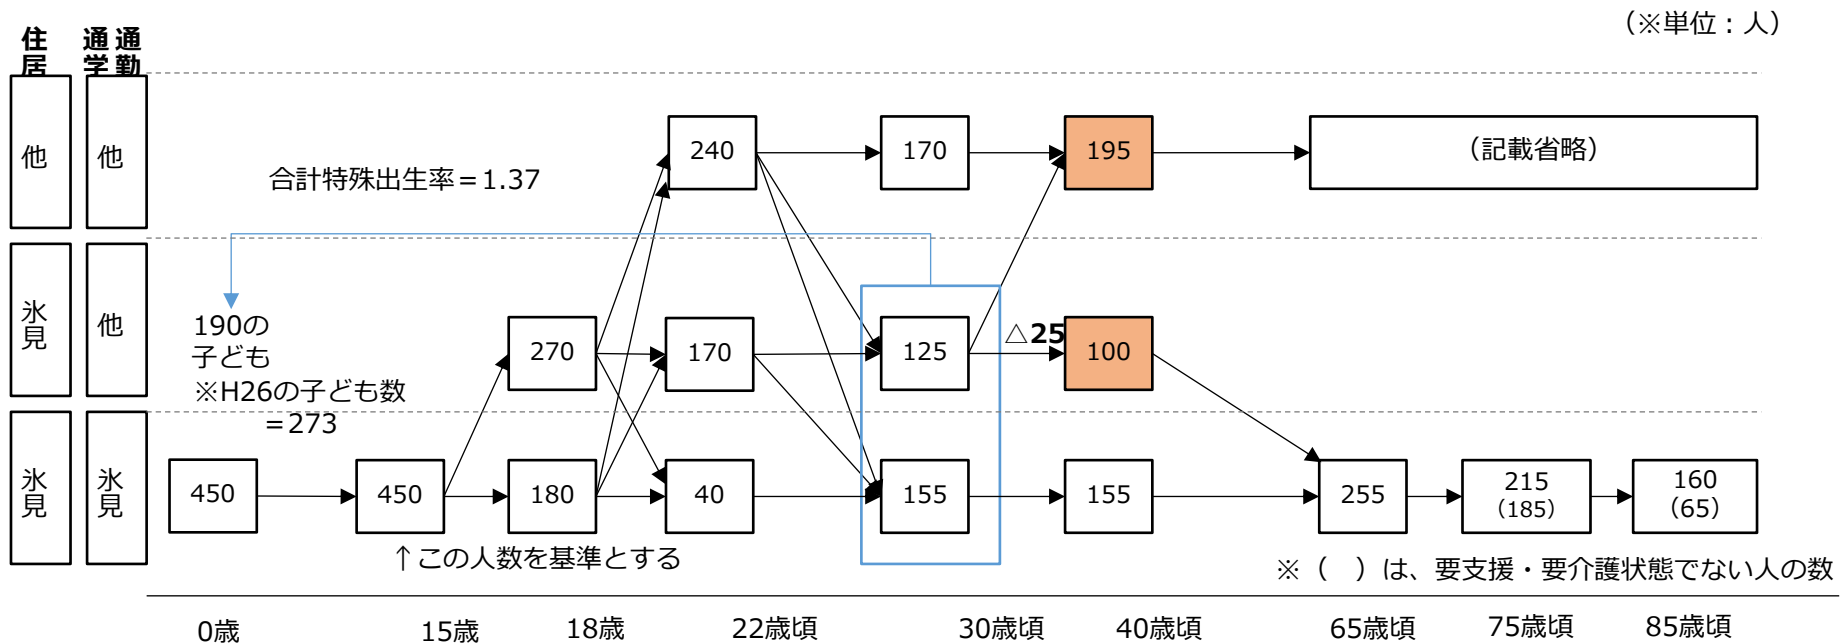 （※単位：人）
住居
通学
通勤
他
他
240
170
195
（記載省略）
合計特殊出生率＝1.37
氷見
他
190の
子ども
※H26の子ども数
＝273
270
170
125
△25
100
氷見
氷見
450
450
180
40
155
155
255
215
（185）
160
（65）
↑この人数を基準とする
※（　）は、要支援・要介護状態でない人の数
0歳
15歳
18歳
22歳頃
30歳頃
40歳頃
65歳頃
75歳頃
85歳頃